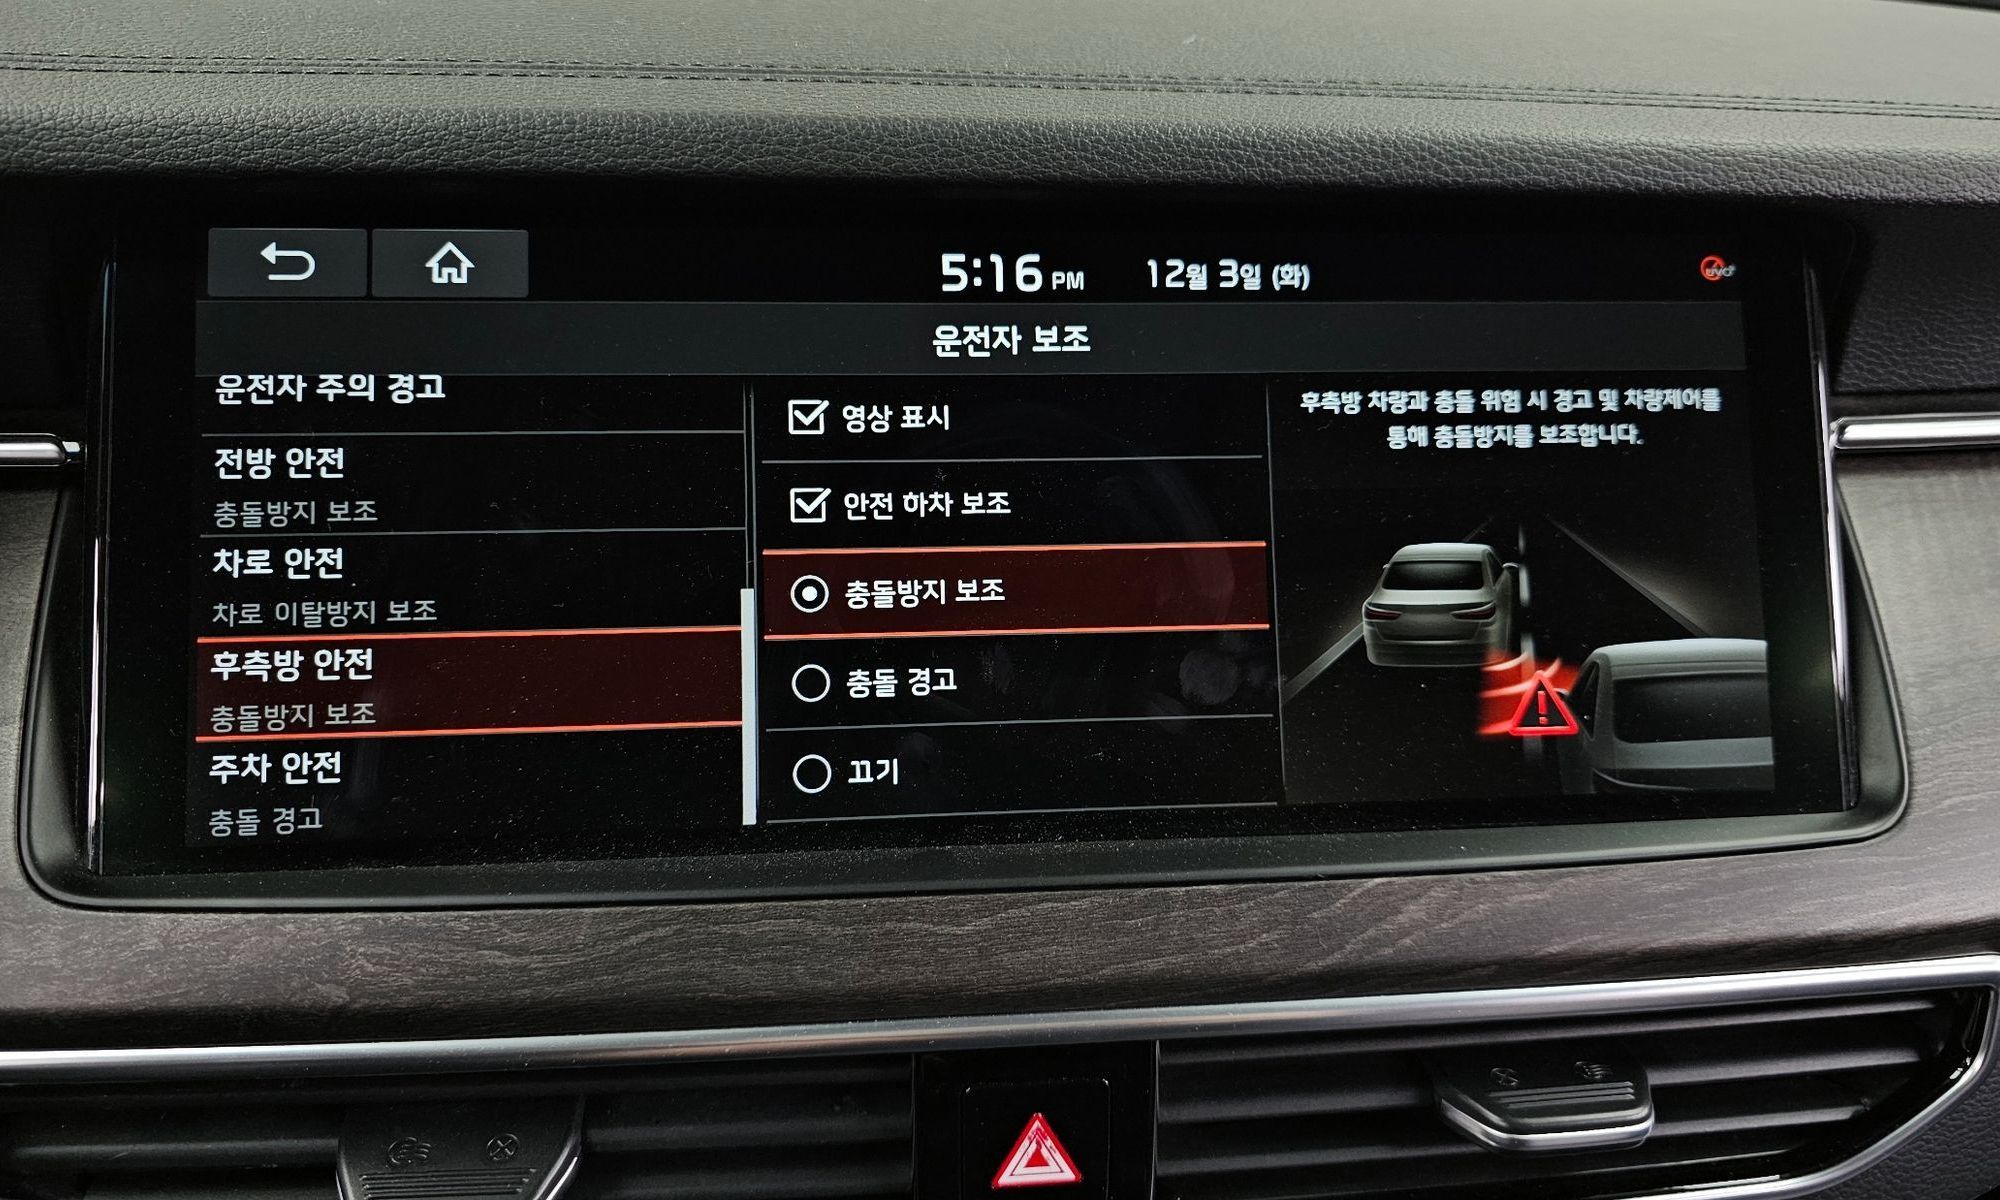 5:16 PM 12월 3일 (화)
UVO
운전자 보조
운전자 주의 경고
전방 안전
충돌방지 보조
차로 안전
차로 이탈방지 보조
후측방 안전
충돌방지 보조
주차 안전
충돌 경고
영상 표시
안전 하차 보조
충돌방지 보조
충돌 경고
끄기
후측방 차량과 충돌 위험 시 경고 및 차량제어를
통해 충돌방지를 보조합니다.